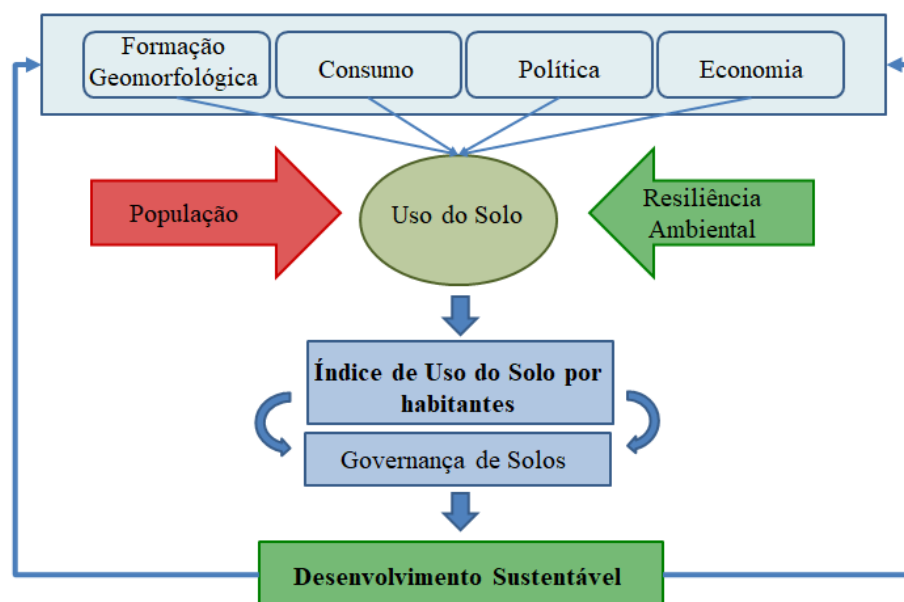 Formação
Geomorfológica
Consumo
Política
Economia
População
Uso do Solo
Resiliência
Ambiental
Índice de Uso do Solo por
habitantes
Governança de Solos
Desenvolvimento Sustentável